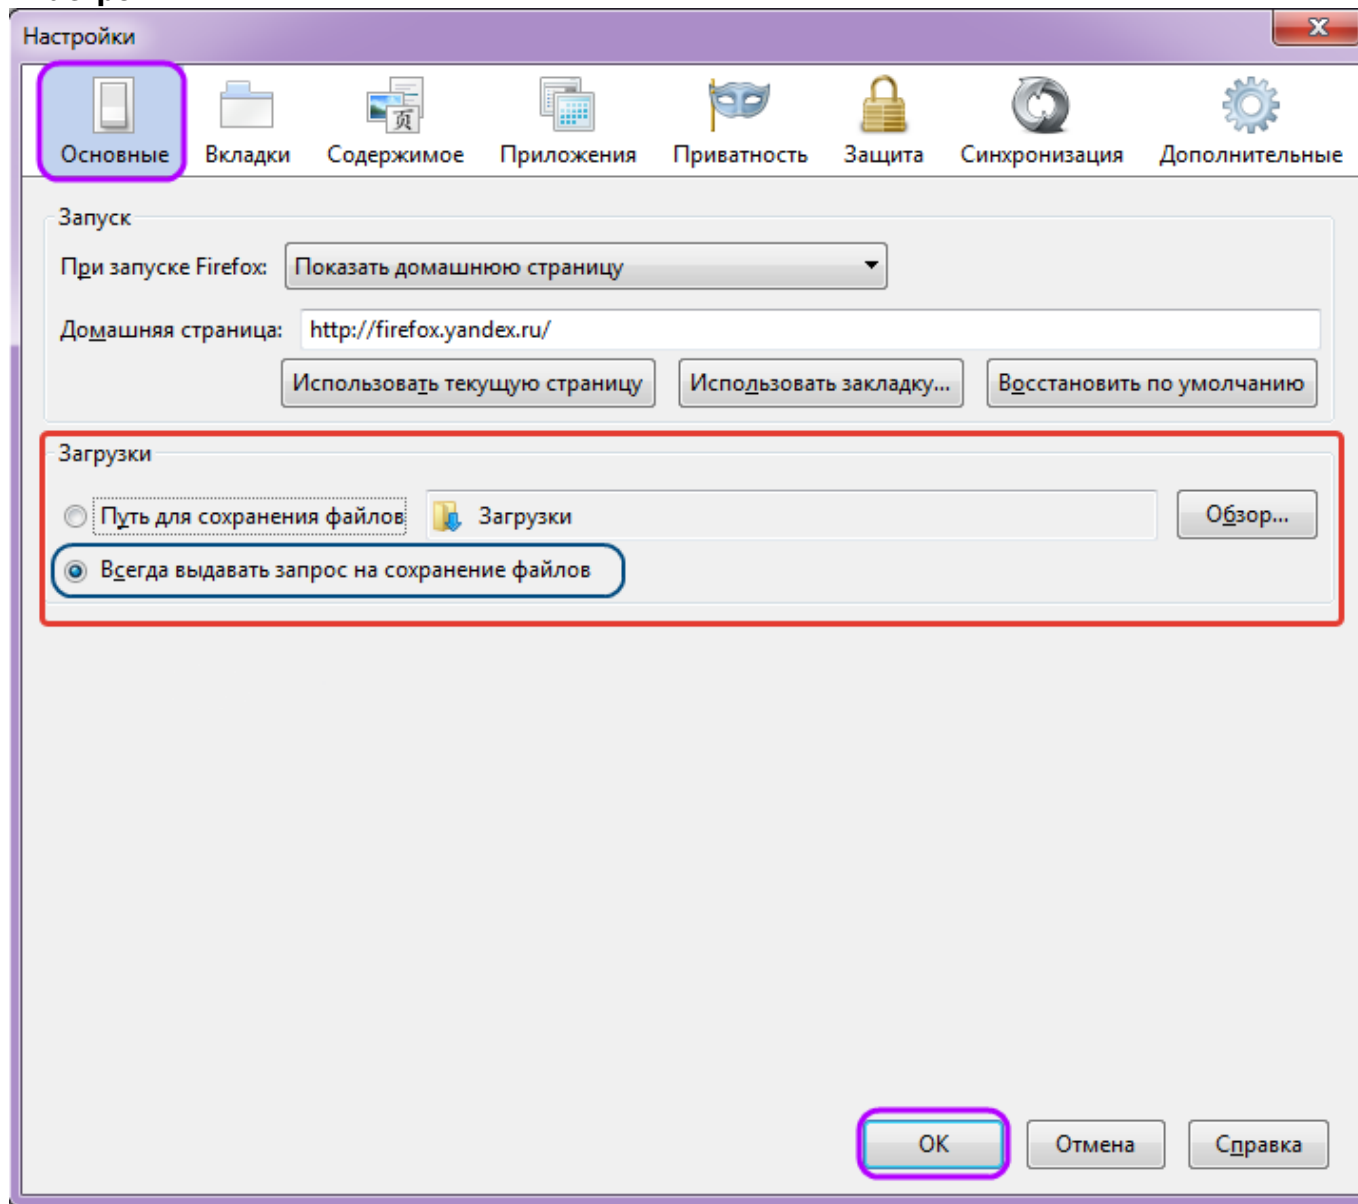 Настройки
Основные Вкладки Содержимое Приложения Приватность Защита Синхронизация Дополнительные
Запуск
При запуске Firefox: Показать домашнюю страницу
Домашняя страница: http://firefox.yandex.ru/
Использовать текущую страницу Использовать закладку... Восстановить по умолчанию
Загрузки
Путь для сохранения файлов Загрузки Обзор...
Всегда выдавать запрос на сохранение файлов
ОК Отмена Справка